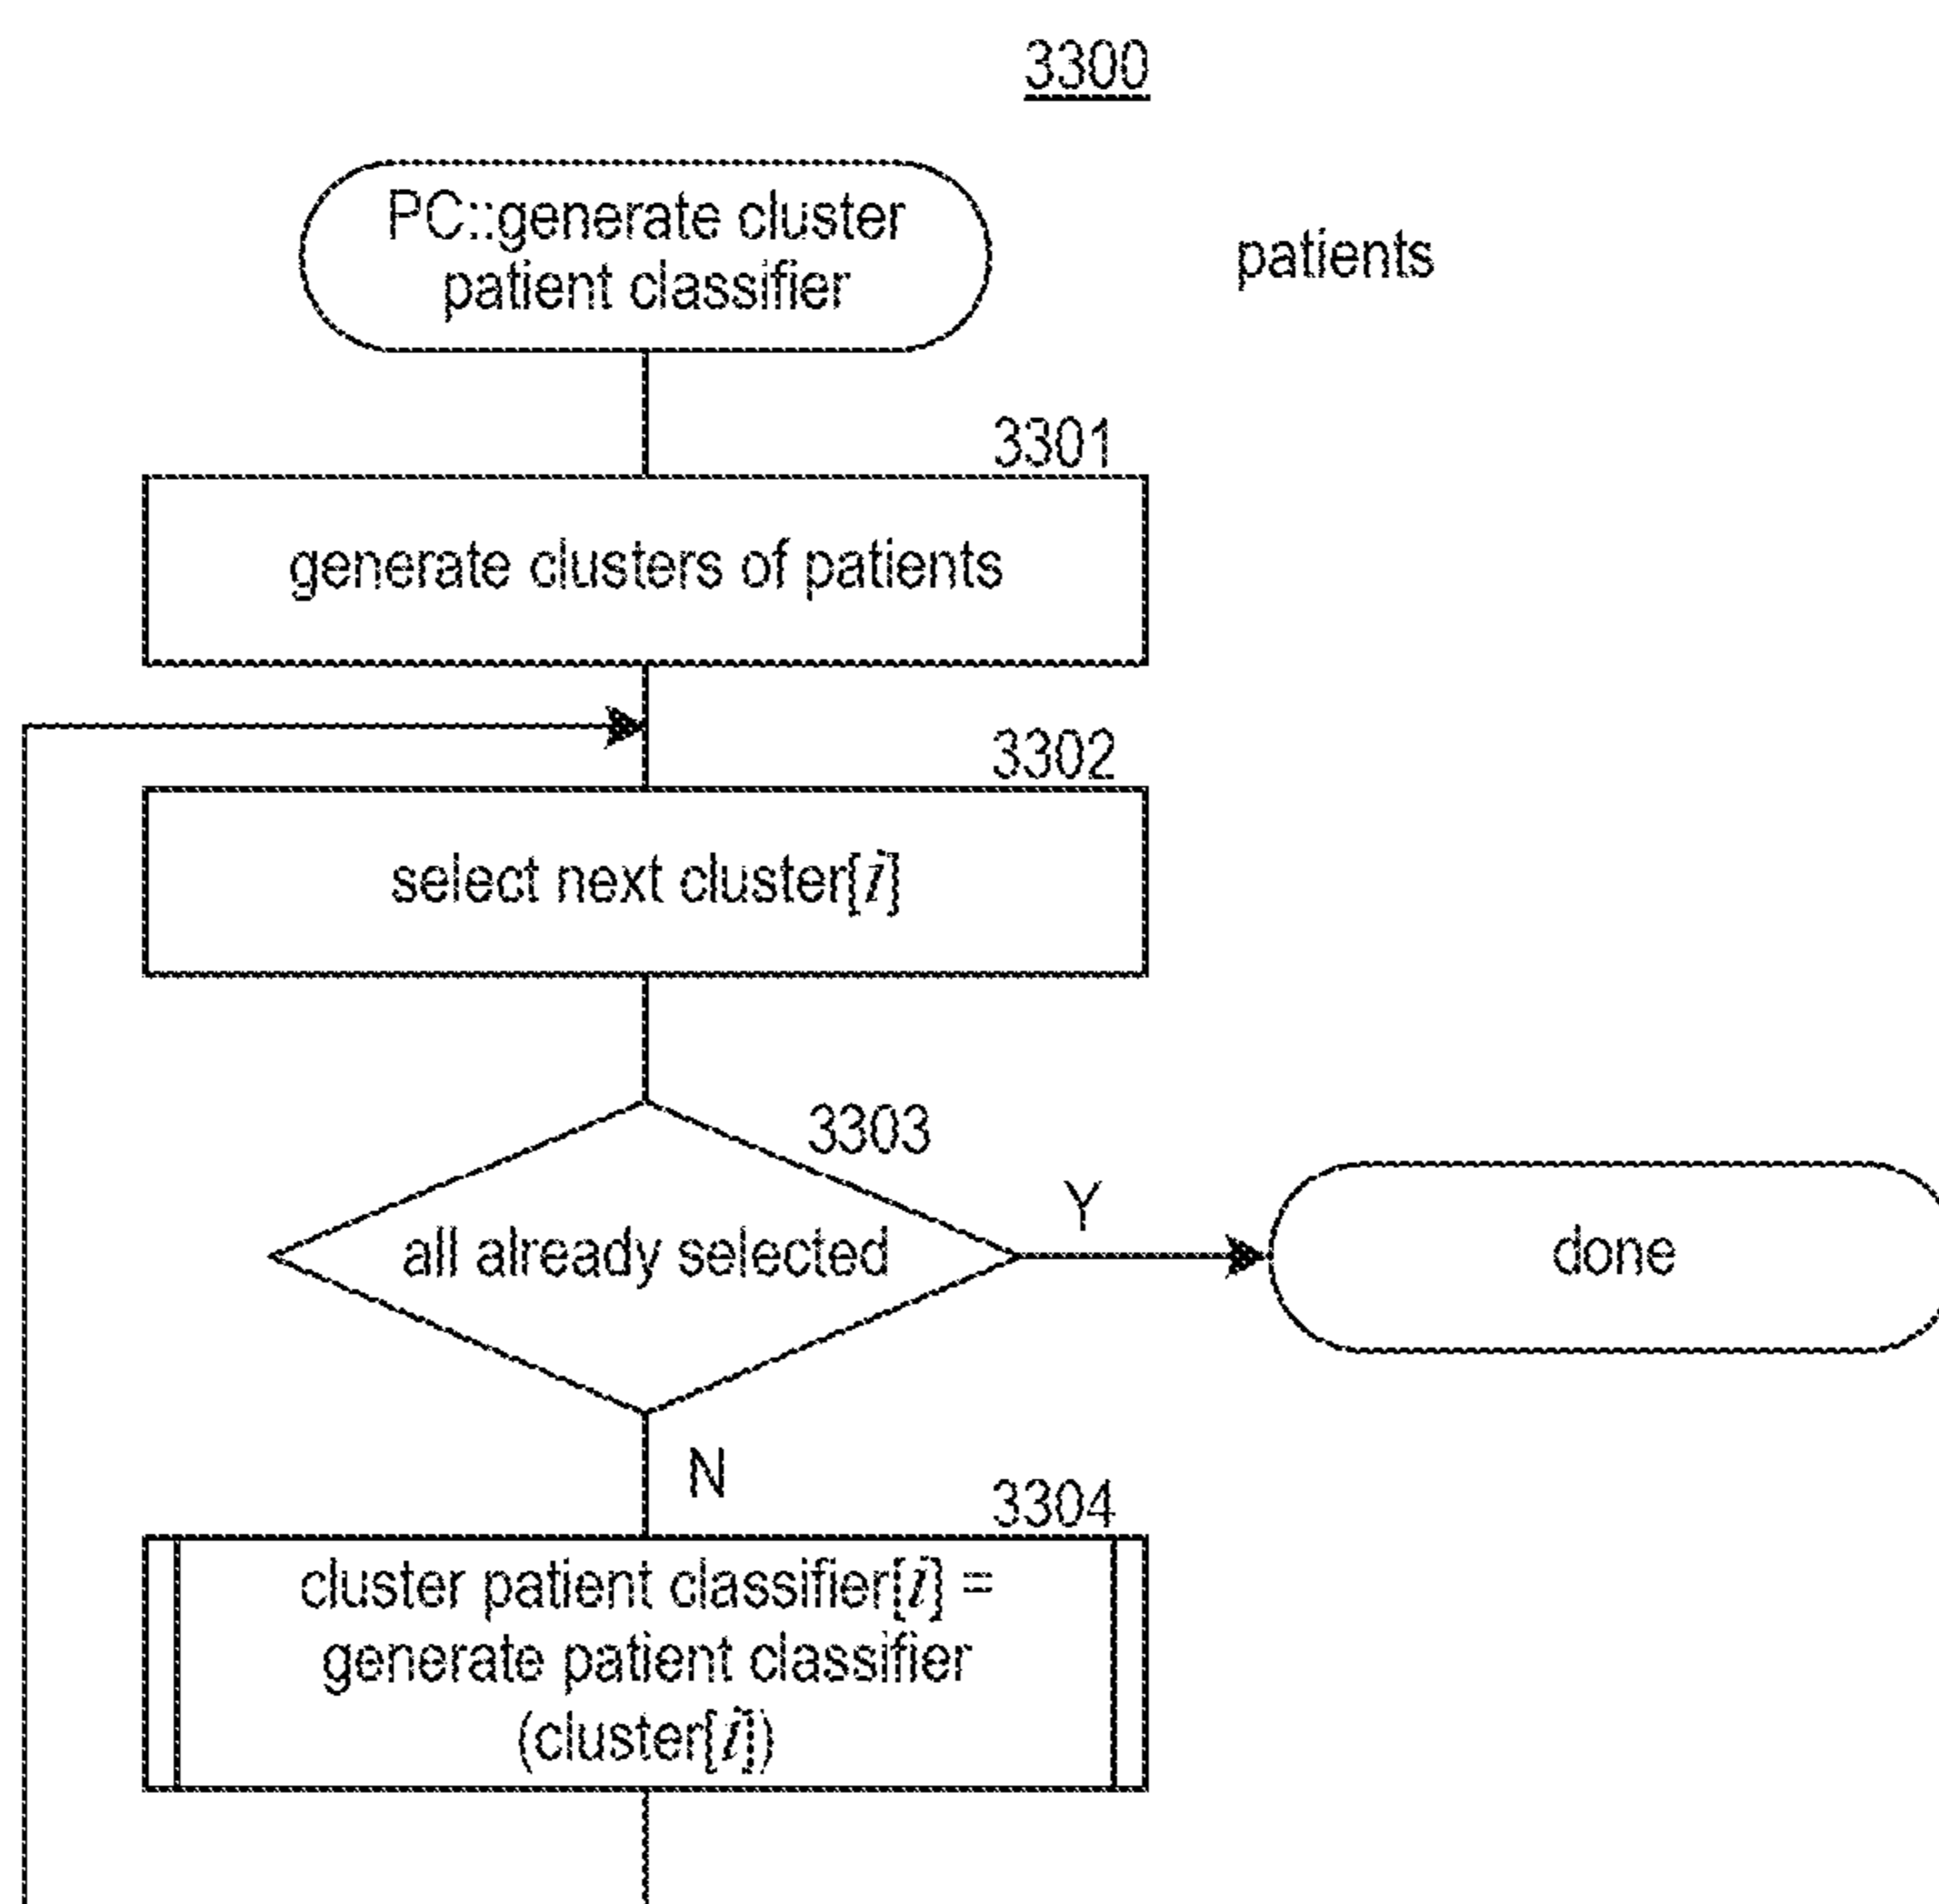 3300
PC::generate cluster
patient classifier
patients
3301
generate clusters of patients
3302
select next cluster[i]
3303
all already selected
Y
done
N
3304
cluster patient classifier[i] =
generate patient classifier
(cluster[i])